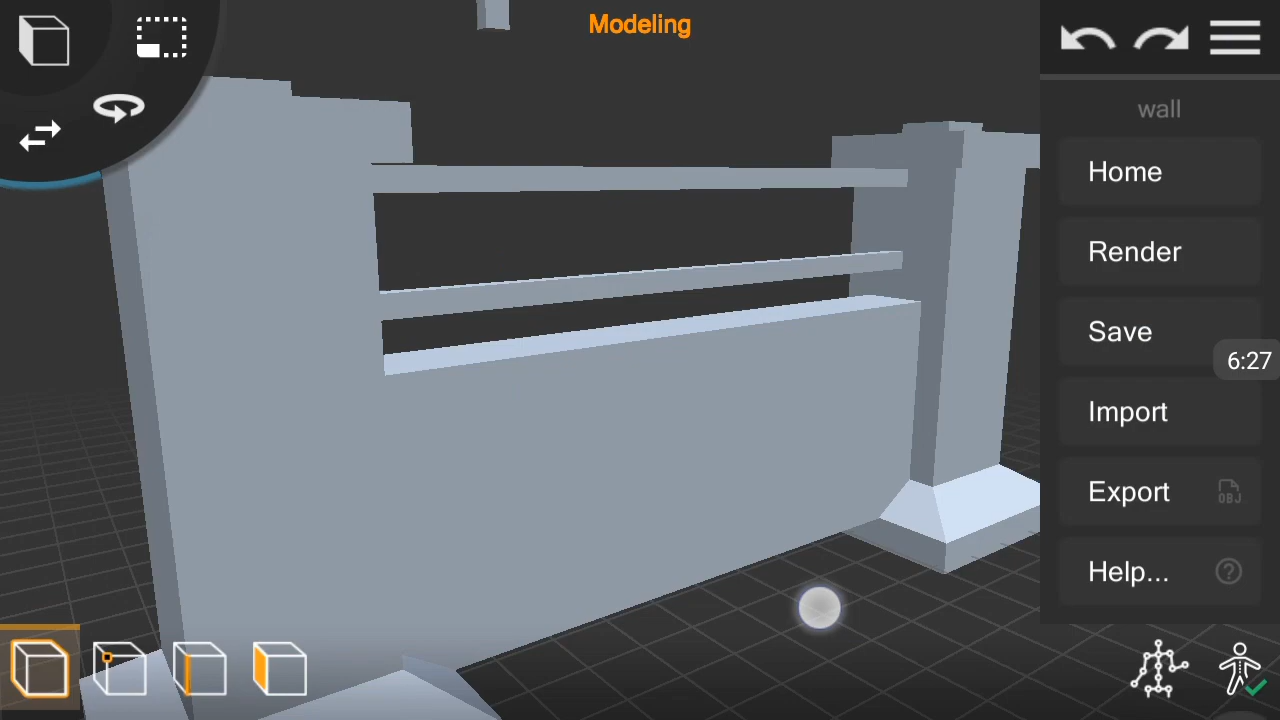 Modeling
wall
Home
Render
Save
6:27
Import
Export
OBJ
Help...